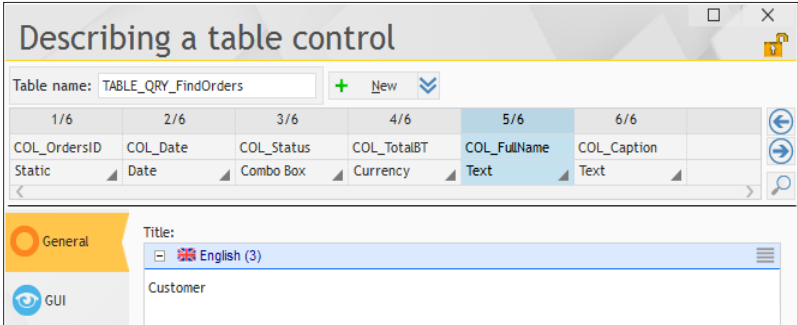 Describing a table control
Table name: TABLE_QRY_FindOrders New
1/6 2/6 3/6 4/6 5/6 6/6
COL_OrdersID COL_Date COL_Status COL_TotalBT COL_FullName COL_Caption
Static Date Combo Box Currency Text Text
General
Title:
English (3)
Customer
GUI